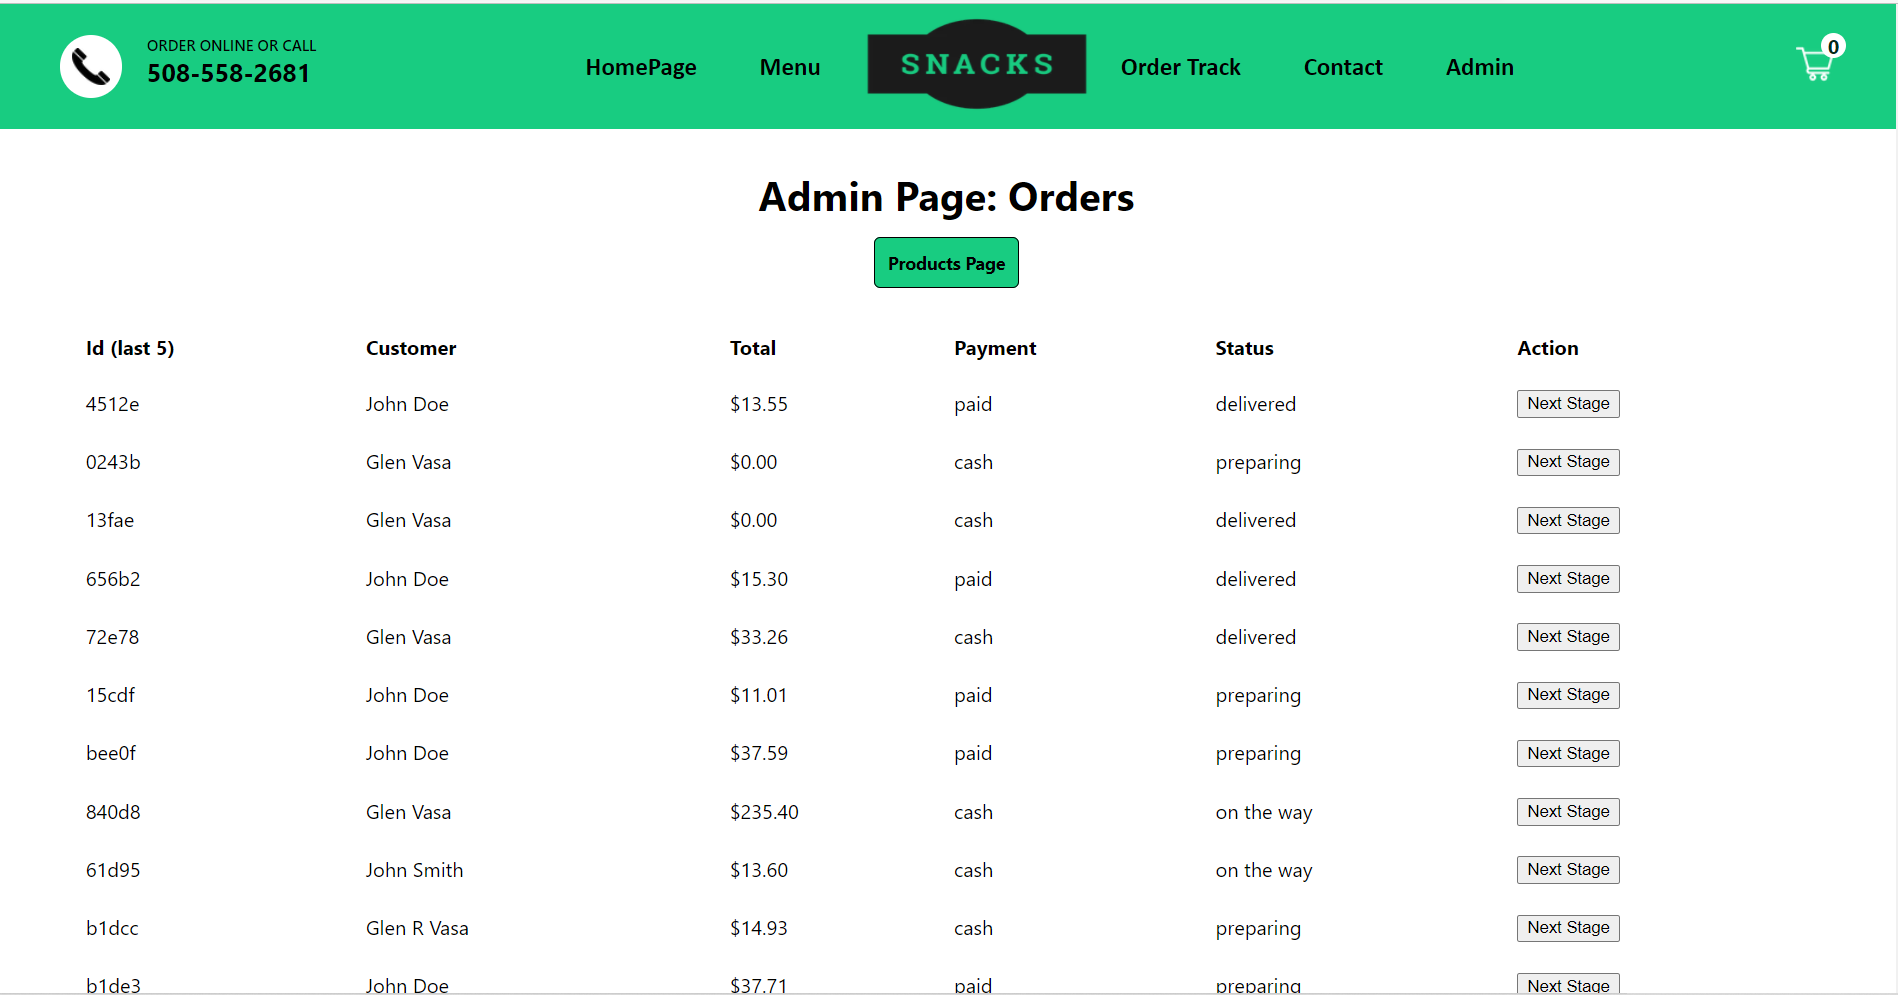 ORDER ONLINE OR CALL
508-558-2681
HomePage Menu SNACKS Order Track Contact Admin 0
Admin Page: Orders
Products Page
Id (last 5) Customer Total Payment Status Action
4512e John Doe $13.55 paid delivered Next Stage
0243b Glen Vasa $0.00 cash preparing Next Stage
13fae Glen Vasa $0.00 cash delivered Next Stage
656b2 John Doe $15.30 paid delivered Next Stage
72e78 Glen Vasa $33.26 cash delivered Next Stage
15cdf John Doe $11.01 paid preparing Next Stage
bee0f John Doe $37.59 paid preparing Next Stage
840d8 Glen Vasa $235.40 cash on the way Next Stage
61d95 John Smith $13.60 cash on the way Next Stage
b1dcc Glen R Vasa $14.93 cash preparing Next Stage
b1de3 John Doe $37.71 paid preparing Next Stage